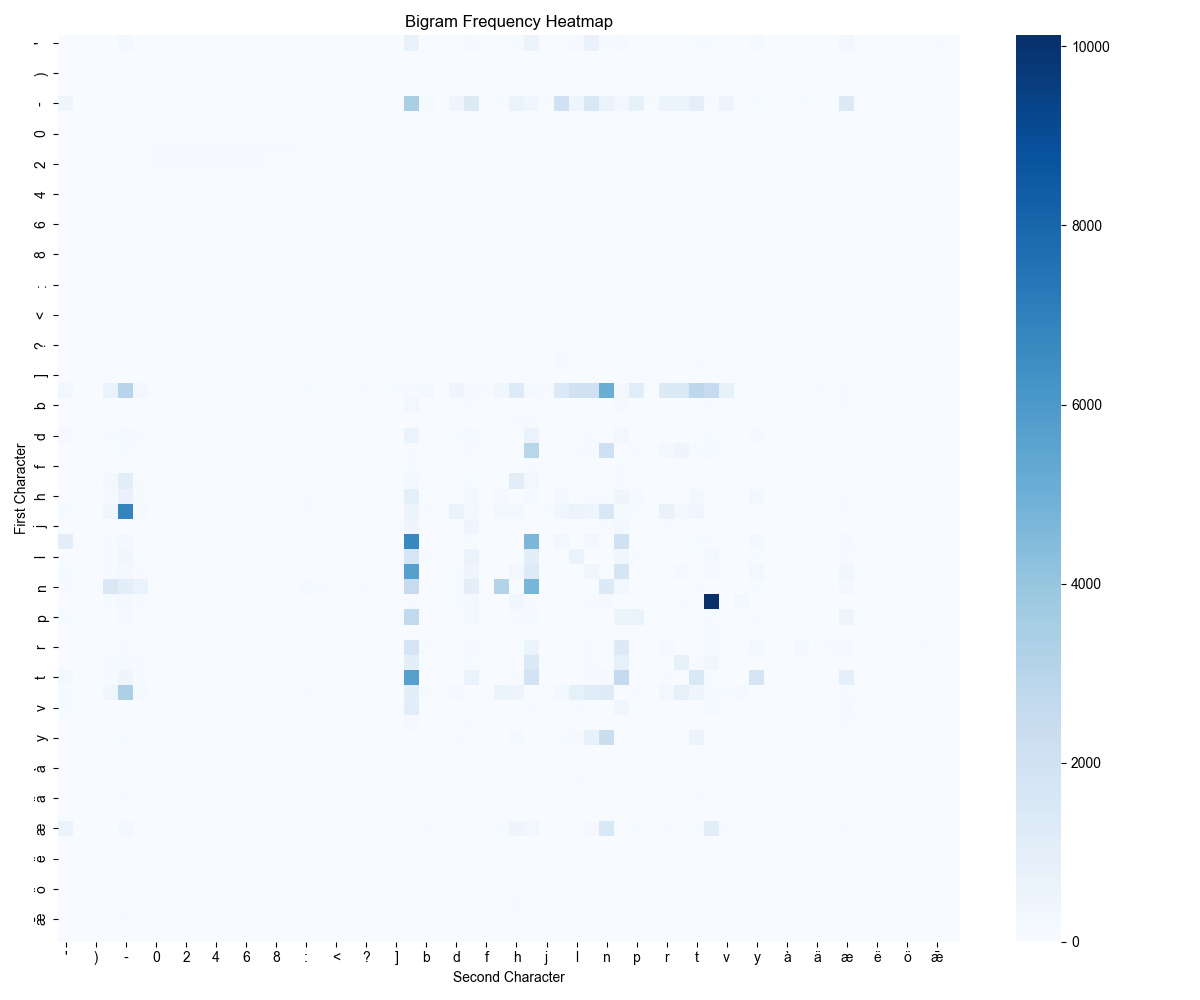 Bigram Frequency Heatmap
'
)
-
0
2
4
6
8
:
<
?
]
b
d
f
h
j
l
n
p
r
t
v
y
à
ä
æ
ë
ö
ǣ
First Character
' ) - 0 2 4 6 8 : < ? ] b d f h j l n p r t v y à ä æ ë ö ǣ
Second Character
10000
8000
6000
4000
2000
0